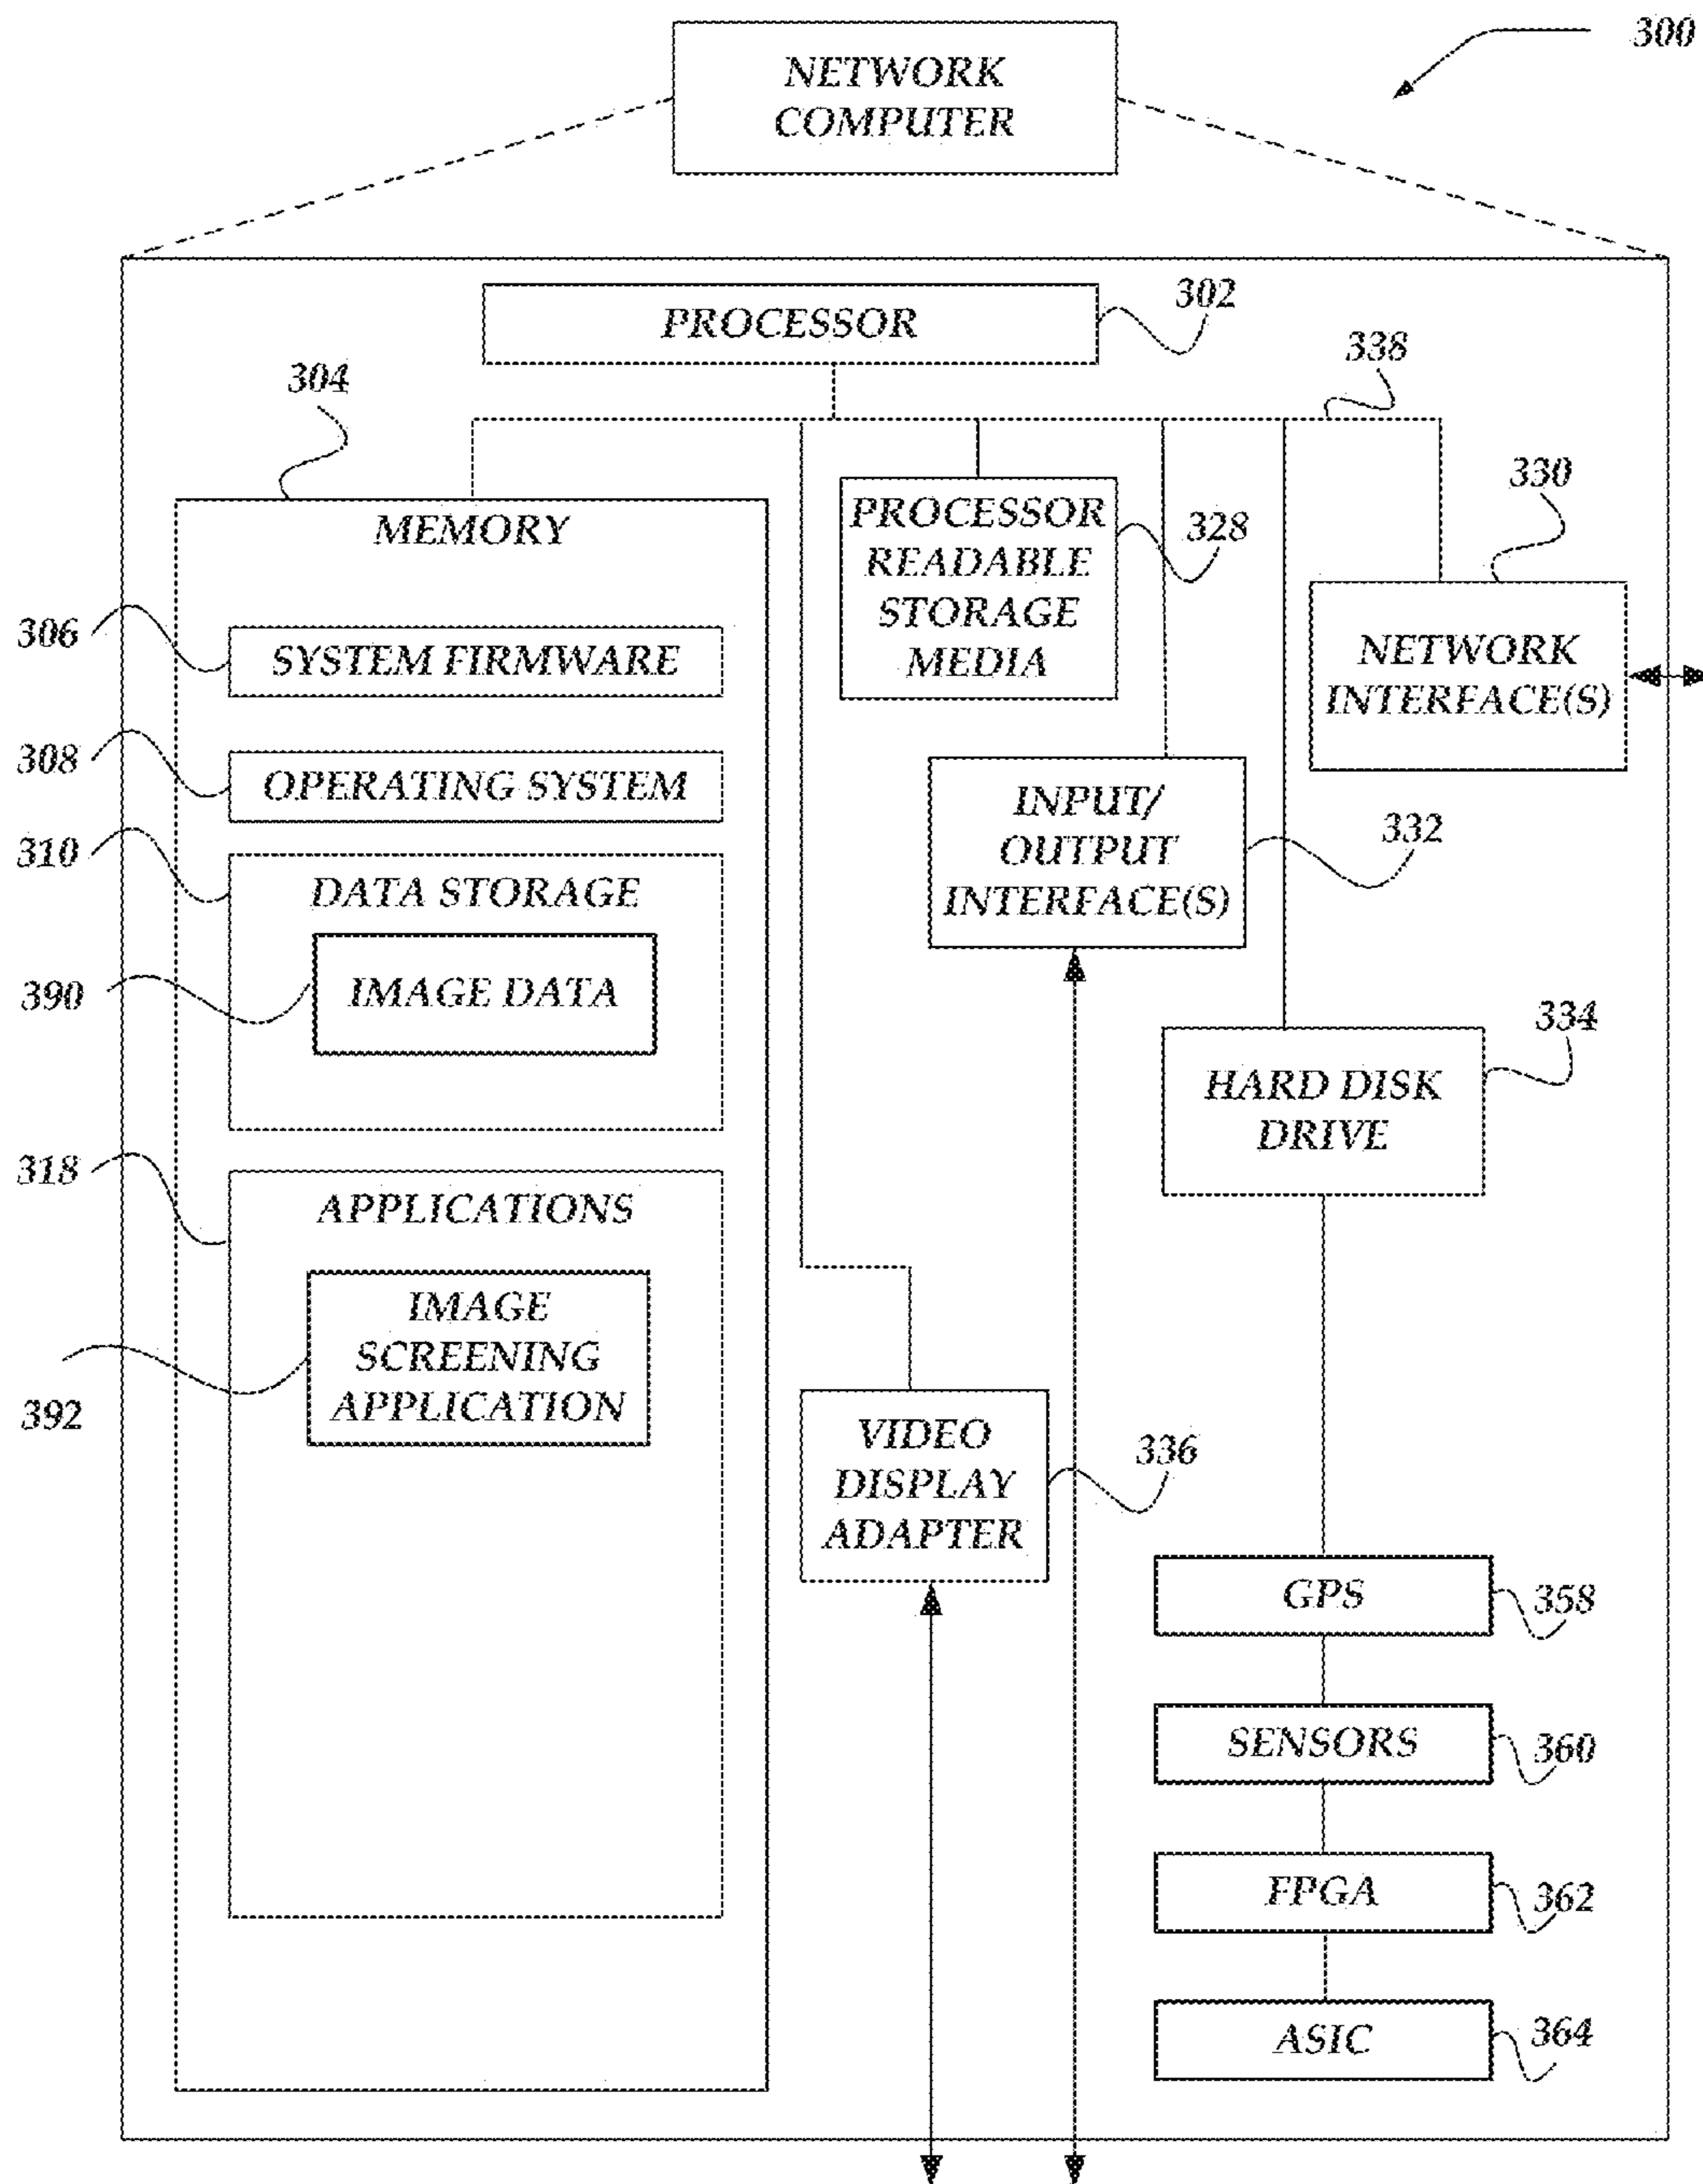 300
NETWORK
COMPUTER
PROCESSOR
302
338
304
MEMORY
306
SYSTEM FIRMWARE
308
OPERATING SYSTEM
310
DATA STORAGE
390
IMAGE DATA
318
APPLICATIONS
IMAGE
SCREENING
APPLICATION
392
PROCESSOR
READABLE
STORAGE
MEDIA
328
330
NETWORK
INTERFACE(S)
INPUT/
OUTPUT
INTERFACE(S)
332
334
HARD DISK
DRIVE
VIDEO
DISPLAY
ADAPTER
336
GPS
358
SENSORS
360
FPGA
362
ASIC
364